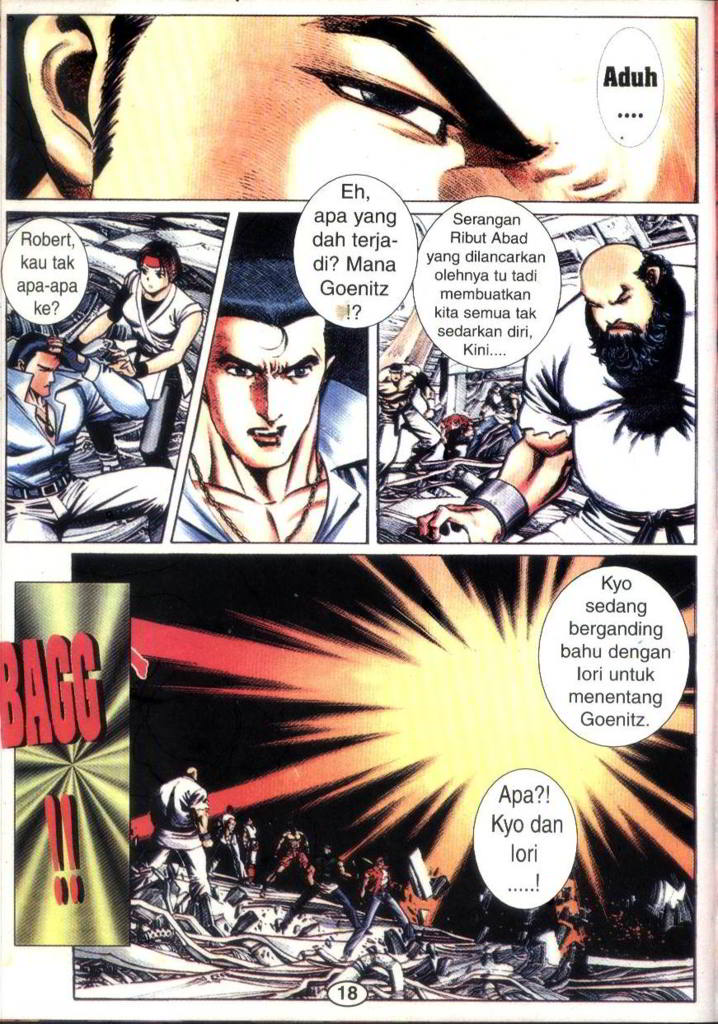 Aduh
....
Robert,
kau tak
apa-apa
ke?
Eh,
apa yang
dah terja-
di? Mana
Goenitz
!?
Serangan
Ribut Abad
yang dilancarkan
olehnya tu tadi
membuatkan
kita semua tak
sedarkan diri,
Kini....
BAGG
!!
Kyo
sedang
berganding
bahu dengan
Iori untuk
menentang
Goenitz.
Apa?!
Kyo dan
Iori
.....!
18